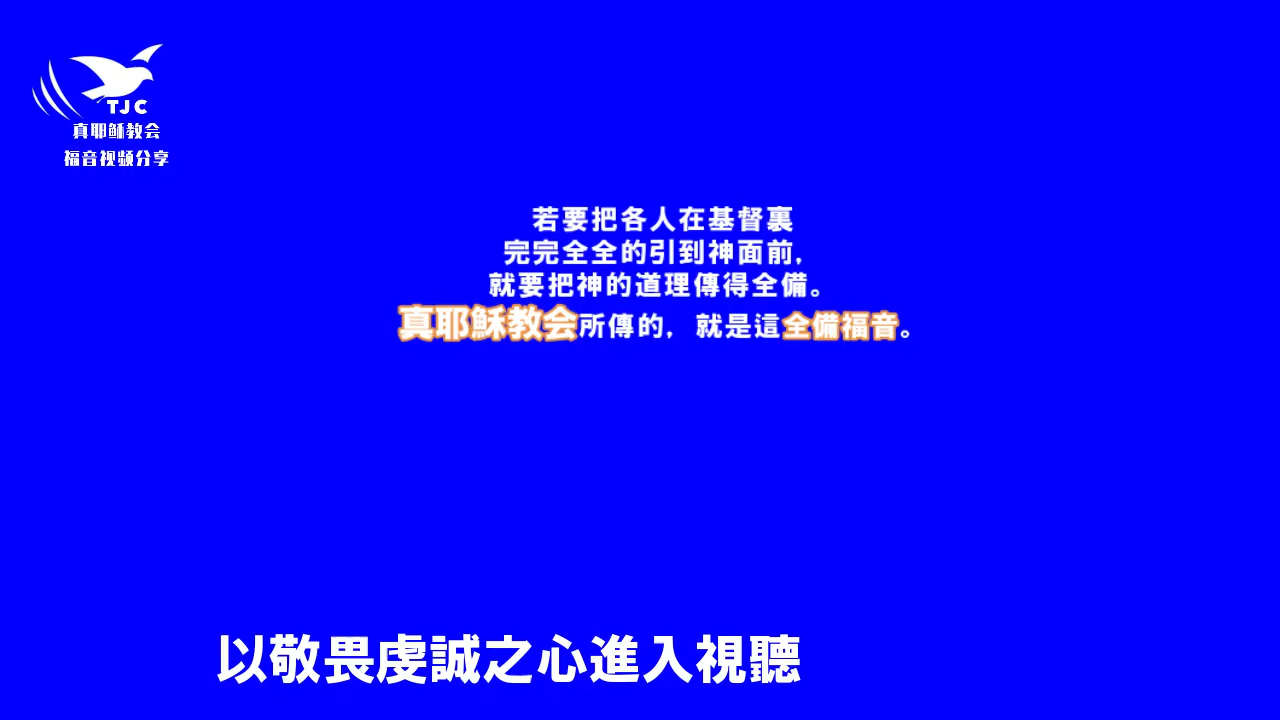 TJC
真耶稣教会
福音视频分享
若要把各人在基督裏
完完全全的引到神面前,
就要把神的道理傳得全備。
真耶穌教会所傳的，就是這全備福音。
以敬畏虔誠之心進入視聽